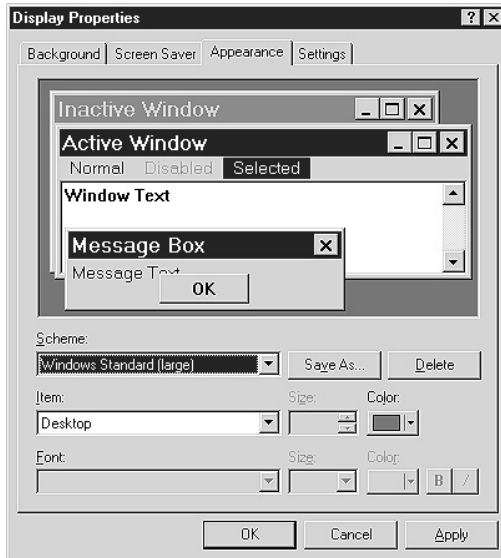 Display Properties
Background Screen Saver Appearance Settings
Inactive Window
Active Window
Normal Disabled Selected
Window Text
Message Box
Message Text
OK
Scheme:
Windows Standard (large) Save As... Delete
Item: Size: Color:
Desktop
Font: Size: Color:
B /
OK Cancel Apply